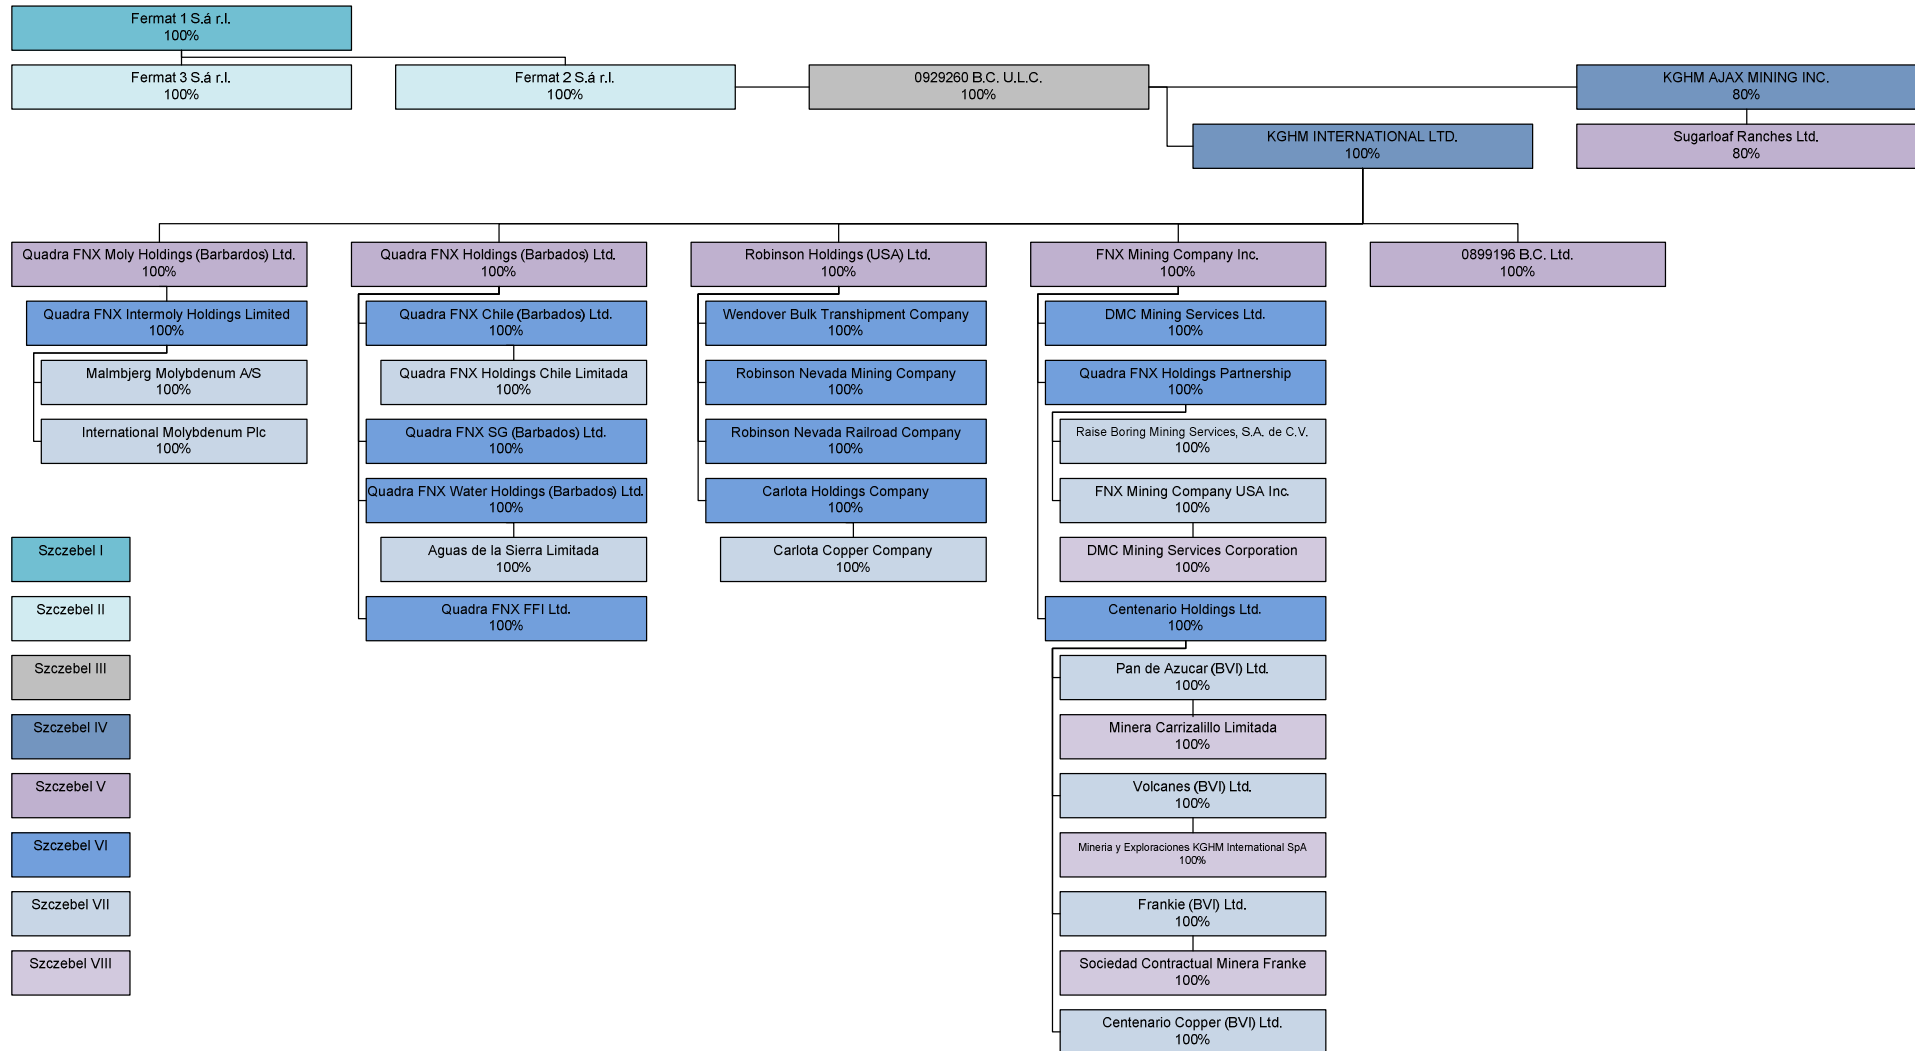 Fermat 1 S.á r.l.
100%
Fermat 3 S.á r.l.
100%
Fermat 2 S.á r.l.
100%
0929260 B.C. U.L.C.
100%
KGHM AJAX MINING INC.
80%
KGHM INTERNATIONAL LTD.
100%
Sugarloaf Ranches Ltd.
80%
Quadra FNX Moly Holdings (Barbardos) Ltd.
100%
Quadra FNX Intermoly Holdings Limited
100%
Malmbjerg Molybdenum A/S
100%
International Molybdenum Plc
100%
Quadra FNX Holdings (Barbados) Ltd.
100%
Quadra FNX Chile (Barbados) Ltd.
100%
Quadra FNX Holdings Chile Limitada
100%
Quadra FNX SG (Barbados) Ltd.
100%
Quadra FNX Water Holdings (Barbados) Ltd.
100%
Aguas de la Sierra Limitada
100%
Quadra FNX FFI Ltd.
100%
Robinson Holdings (USA) Ltd.
100%
Wendover Bulk Transhipment Company
100%
Robinson Nevada Mining Company
100%
Robinson Nevada Railroad Company
100%
Carlota Holdings Company
100%
Carlota Copper Company
100%
FNX Mining Company Inc.
100%
DMC Mining Services Ltd.
100%
Quadra FNX Holdings Partnership
100%
Raise Boring Mining Services, S.A. de C.V.
100%
FNX Mining Company USA Inc.
100%
DMC Mining Services Corporation
100%
Centenario Holdings Ltd.
100%
Pan de Azucar (BVI) Ltd.
100%
Minera Carrizalillo Limitada
100%
Volcanes (BVI) Ltd.
100%
Mineria y Exploraciones KGHM International SpA
100%
Frankie (BVI) Ltd.
100%
Sociedad Contractual Minera Franke
100%
Centenario Copper (BVI) Ltd.
100%
0899196 B.C. Ltd.
100%
Szczebel I
Szczebel II
Szczebel III
Szczebel IV
Szczebel V
Szczebel VI
Szczebel VII
Szczebel VIII